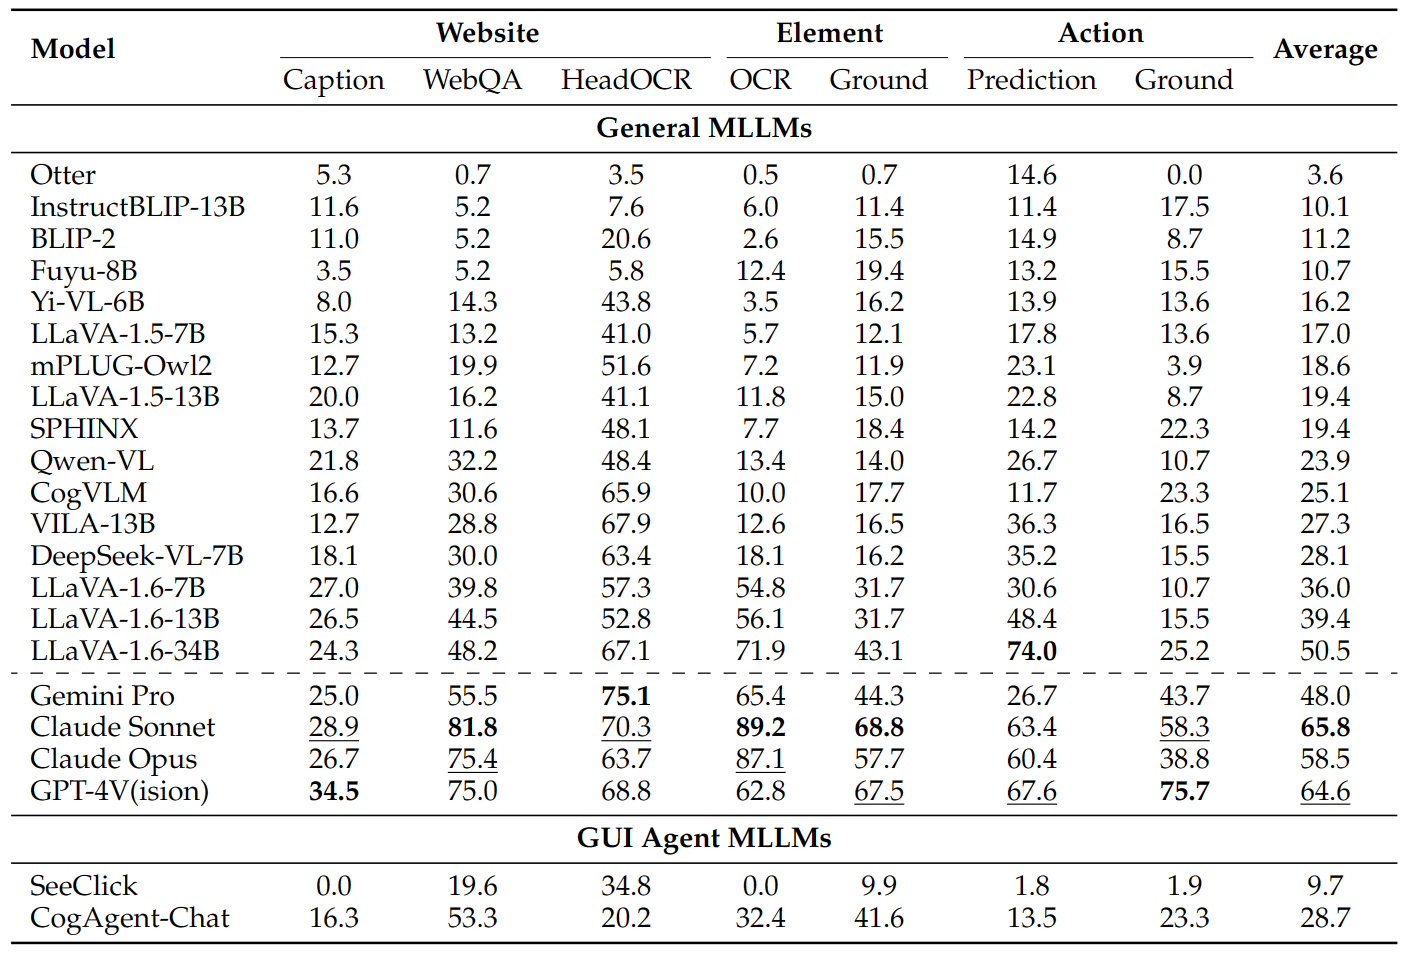 Model Website Element Action Average
Caption WebQA HeadOCR OCR Ground Prediction Ground
General MLLMs
Otter 5.3 0.7 3.5 0.5 0.7 14.6 0.0 3.6
InstructBLIP-13B 11.6 5.2 7.6 6.0 11.4 11.4 17.5 10.1
BLIP-2 11.0 5.2 20.6 2.6 15.5 14.9 8.7 11.2
Fuyu-8B 3.5 5.2 5.8 12.4 19.4 13.2 15.5 10.7
Yi-VL-6B 8.0 14.3 43.8 3.5 16.2 13.9 13.6 16.2
LLaVA-1.5-7B 15.3 13.2 41.0 5.7 12.1 17.8 13.6 17.0
mPLUG-Owl2 12.7 19.9 51.6 7.2 11.9 23.1 3.9 18.6
LLaVA-1.5-13B 20.0 16.2 41.1 11.8 15.0 22.8 8.7 19.4
SPHINX 13.7 11.6 48.1 7.7 18.4 14.2 22.3 19.4
Qwen-VL 21.8 32.2 48.4 13.4 14.0 26.7 10.7 23.9
CogVLM 16.6 30.6 65.9 10.0 17.7 11.7 23.3 25.1
VILA-13B 12.7 28.8 67.9 12.6 16.5 36.3 16.5 27.3
DeepSeek-VL-7B 18.1 30.0 63.4 18.1 16.2 35.2 15.5 28.1
LLaVA-1.6-7B 27.0 39.8 57.3 54.8 31.7 30.6 10.7 36.0
LLaVA-1.6-13B 26.5 44.5 52.8 56.1 31.7 48.4 15.5 39.4
LLaVA-1.6-34B 24.3 48.2 67.1 71.9 43.1 74.0 25.2 50.5
Gemini Pro 25.0 55.5 75.1 65.4 44.3 26.7 43.7 48.0
Claude Sonnet 28.9 81.8 70.3 89.2 68.8 63.4 58.3 65.8
Claude Opus 26.7 75.4 63.7 87.1 57.7 60.4 38.8 58.5
GPT-4V(ision) 34.5 75.0 68.8 62.8 67.5 67.6 75.7 64.6
GUI Agent MLLMs
SeeClick 0.0 19.6 34.8 0.0 9.9 1.8 1.9 9.7
CogAgent-Chat 16.3 53.3 20.2 32.4 41.6 13.5 23.3 28.7